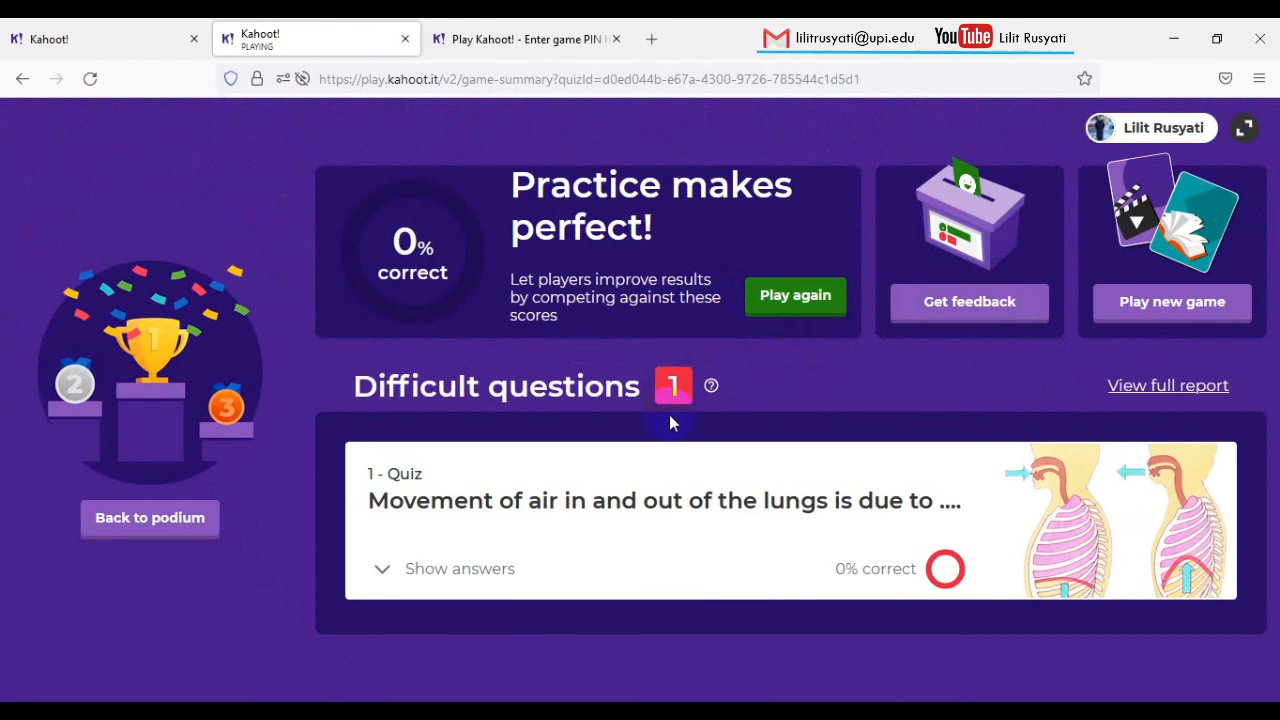 K! Kahoot!
K! Kahoot!
PLAYING
K! Play Kahoot! - Enter game PIN
lilitrusyati@upi.edu
YouTube Lilit Rusyati
https://play.kahoot.it/v2/game-summary?quizId=d0ed044b-e67a-4300-9726-785544c1d5d1
Lilit Rusyati
1
2
3
Back to podium
0%
correct
Practice makes
perfect!
Let players improve results
by competing against these
scores
Play again
Get feedback
Play new game
Difficult questions 1 ?
View full report
1 - Quiz
Movement of air in and out of the lungs is due to ....
Show answers
0% correct